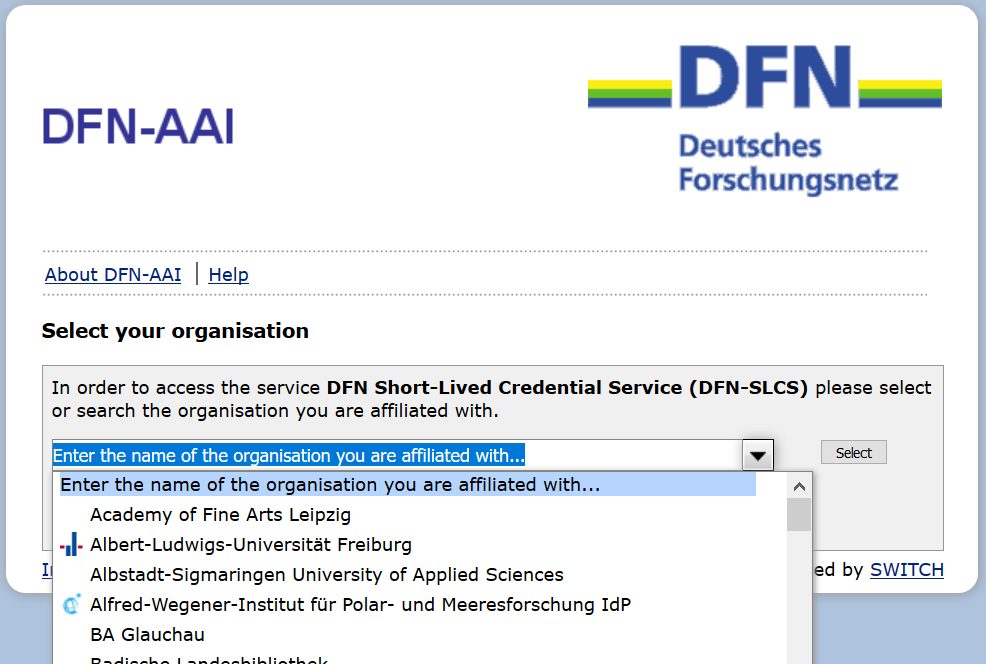 DFN-AAI
DFN
Deutsches
Forschungsnetz
About DFN-AAI | Help
Select your organisation
In order to access the service DFN Short-Lived Credential Service (DFN-SLCS) please select
or search the organisation you are affiliated with.
Enter the name of the organisation you are affiliated with...
Select
Enter the name of the organisation you are affiliated with...
Academy of Fine Arts Leipzig
Albert-Ludwigs-Universität Freiburg
Albstadt-Sigmaringen University of Applied Sciences
Alfred-Wegener-Institut für Polar- und Meeresforschung IdP
BA Glauchau
Badische Landesbibliothek
by SWITCH